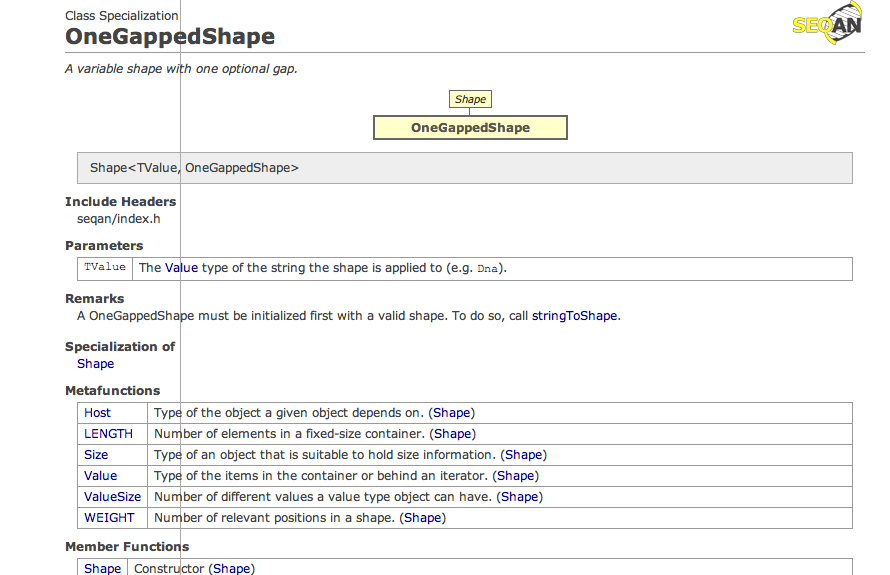 Class Specialization
OneGappedShape
SEQAN
A variable shape with one optional gap.
Shape
OneGappedShape
Shape<TValue, OneGappedShape>
Include Headers
seqan/index.h
Parameters
TValue The Value type of the string the shape is applied to (e.g. Dna).
Remarks
A OneGappedShape must be initialized first with a valid shape. To do so, call stringToShape.
Specialization of
Shape
Metafunctions
Host Type of the object a given object depends on. (Shape)
LENGTH Number of elements in a fixed-size container. (Shape)
Size Type of an object that is suitable to hold size information. (Shape)
Value Type of the items in the container or behind an iterator. (Shape)
ValueSize Number of different values a value type object can have. (Shape)
WEIGHT Number of relevant positions in a shape. (Shape)
Member Functions
Shape Constructor (Shape)